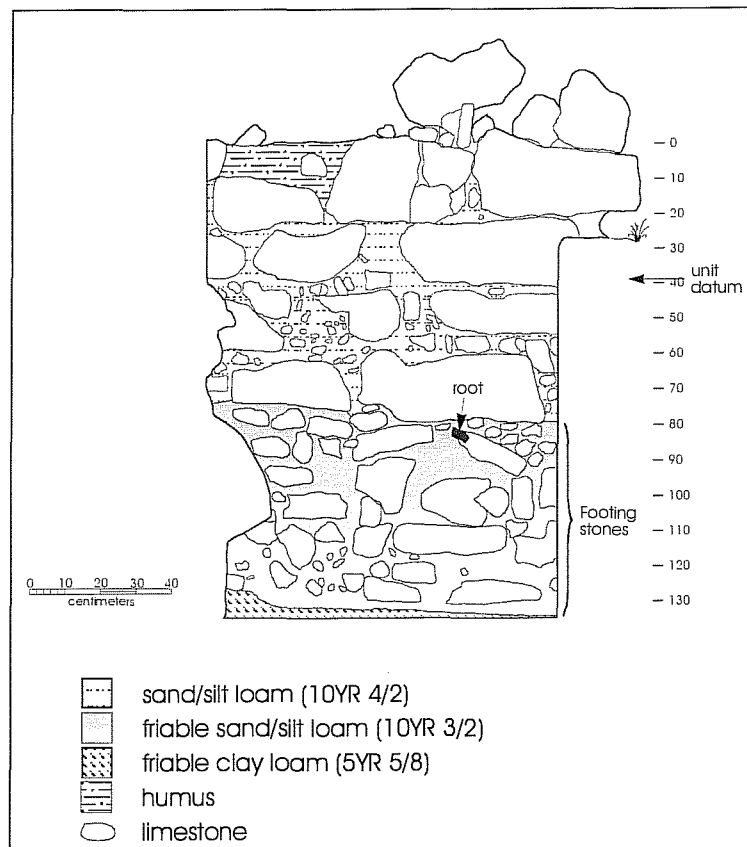 — 0
— 10
— 20
— 30
unit
datum
— 40
— 50
— 60
root
— 70
— 80
— 90
— 100
Footing
stones
— 110
— 120
— 130
0 10 20 30 40
centimeters
sand/silt loam (10YR 4/2)
friable sand/silt loam (10YR 3/2)
friable clay loam (5YR 5/8)
humus
limestone